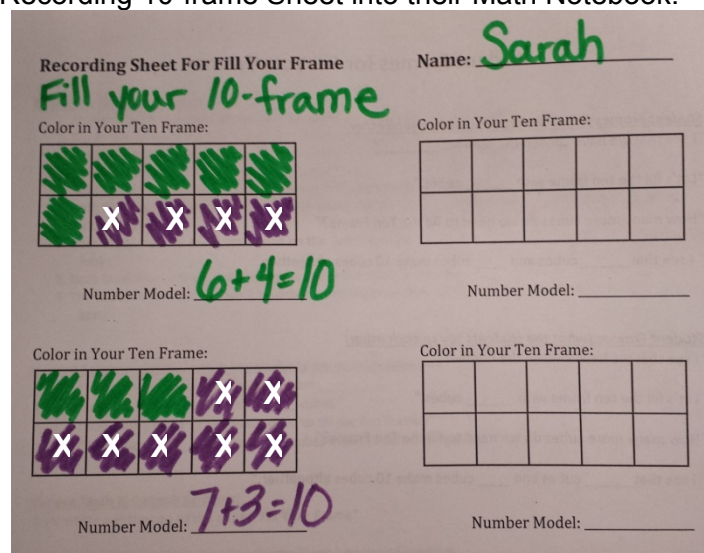 Recording 10-frame Sheet into their Math Notebook.
Recording Sheet For Fill Your Frame
Name: Sarah
Fill your 10-frame
Color in Your Ten Frame:
Color in Your Ten Frame:
X X X X
Number Model: 6+4=10
Number Model:
Color in Your Ten Frame:
Color in Your Ten Frame:
X X
X X X X X
Number Model: 7+3=10
Number Model: